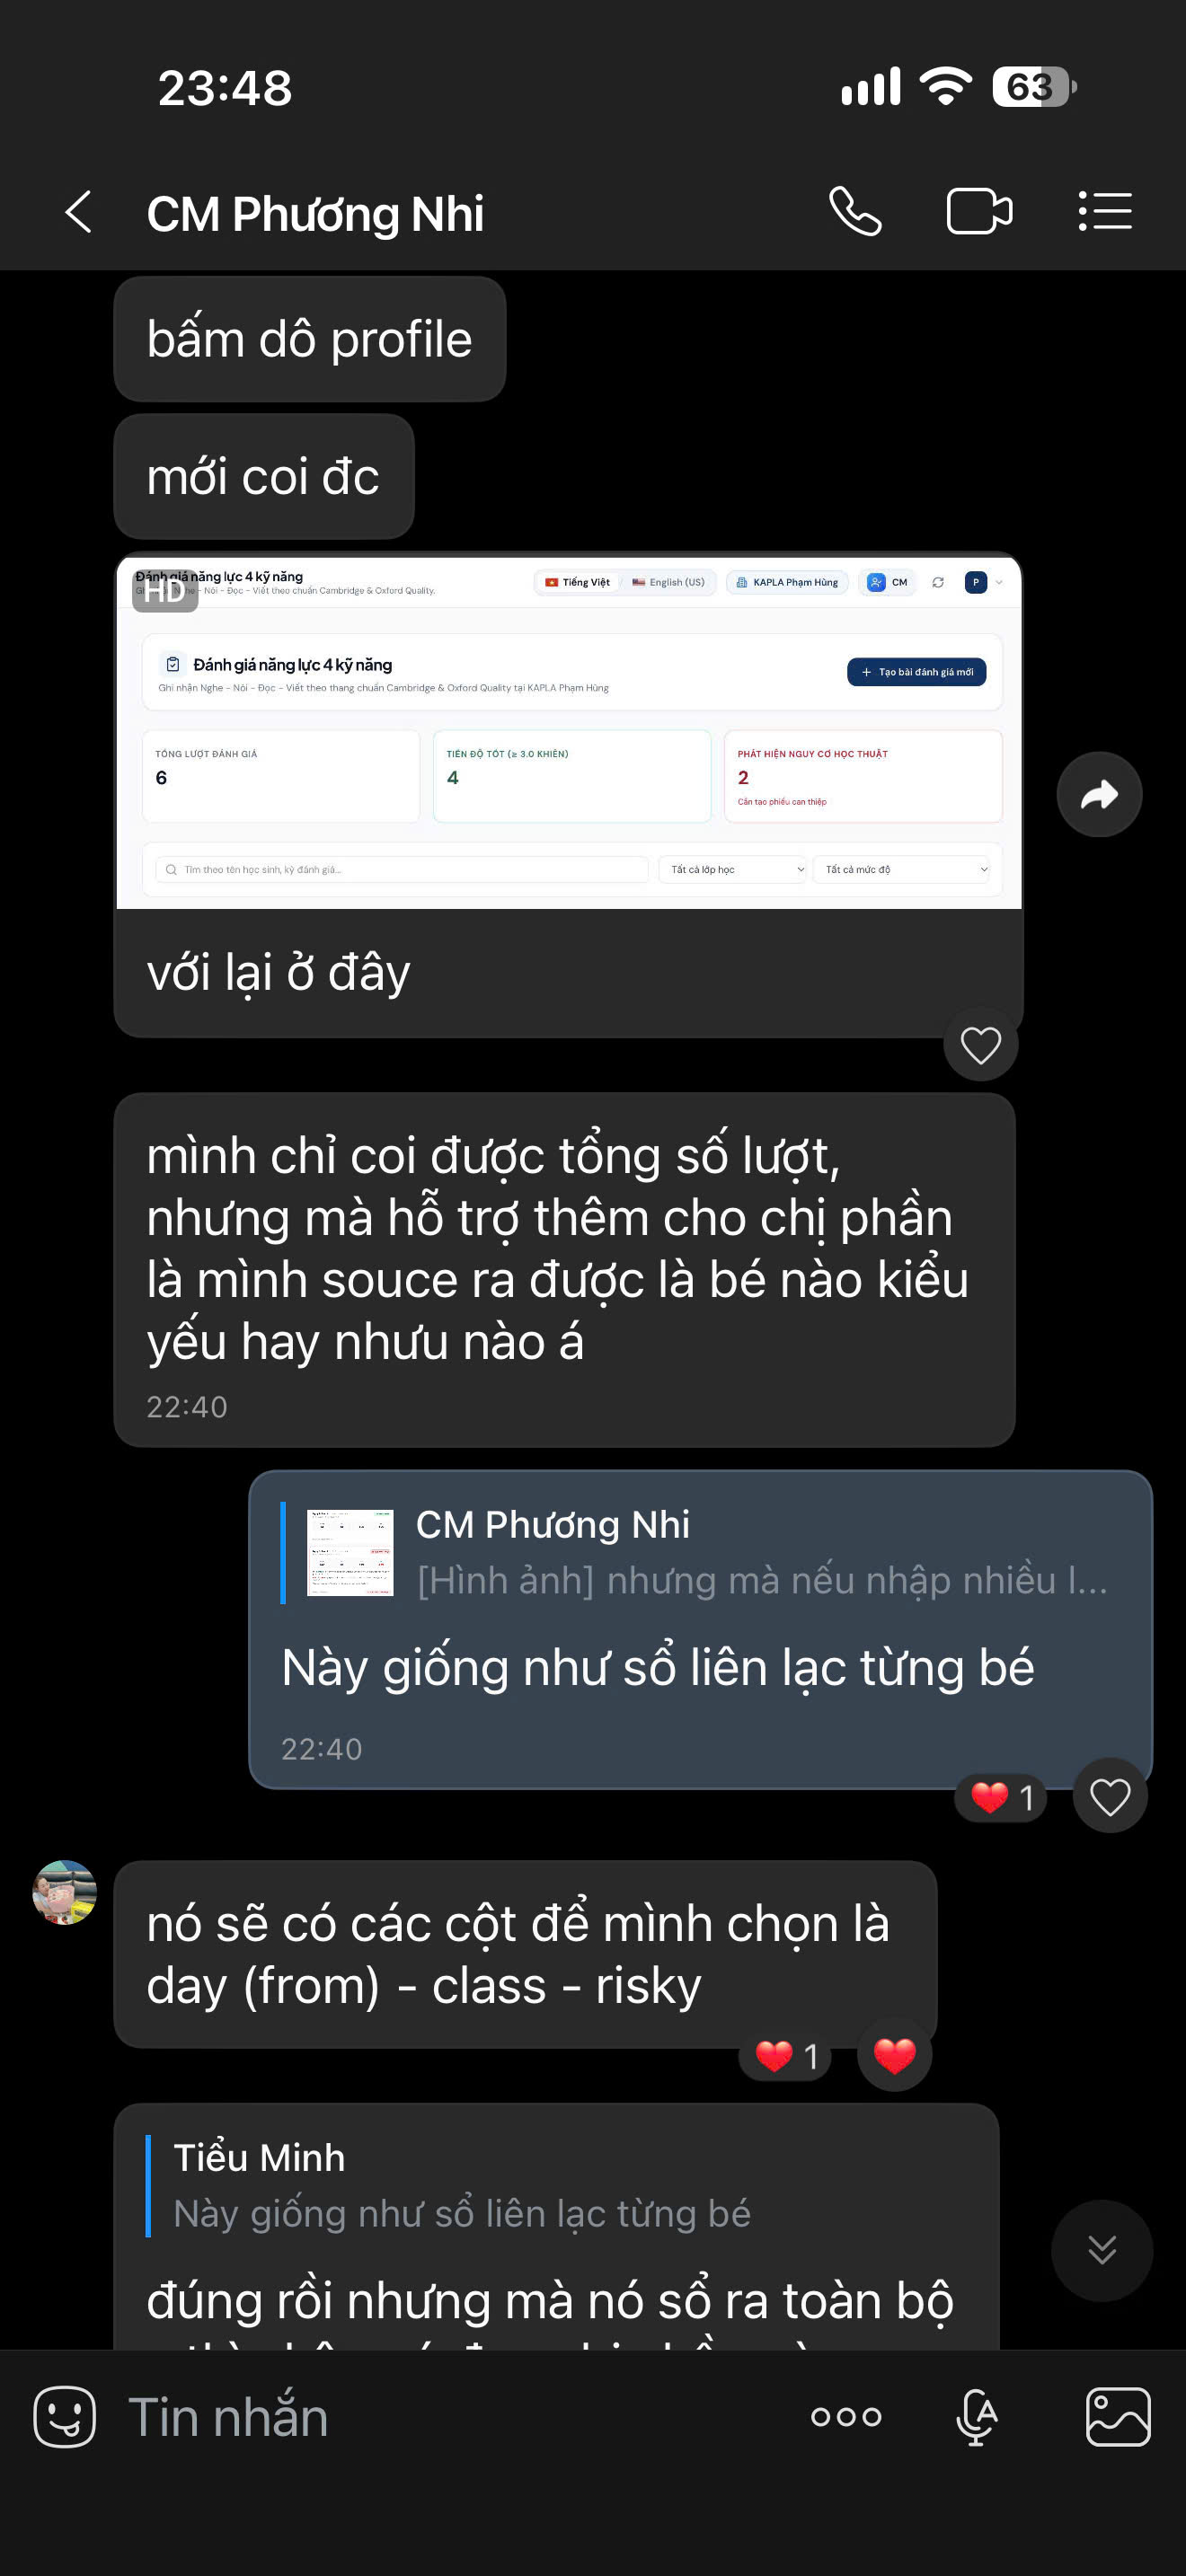 23:48
63
CM Phương Nhi
bấm dô profile
mới coi đc
HD
Đánh giá năng lực 4 kỹ năng
Nói - Đọc - Viết theo chuẩn Cambridge & Oxford Quality.
Tiếng Việt
English (US)
KAPLA Phạm Hùng
CM
P
Đánh giá năng lực 4 kỹ năng
Ghi nhận Nghe - Nói - Đọc - Viết theo thang chuẩn Cambridge & Oxford Quality tại KAPLA Phạm Hùng
+ Tạo bài đánh giá mới
TỔNG LƯỢT ĐÁNH GIÁ
6
TIẾN ĐỘ TỐT (≥ 3.0 KHIÊN)
4
PHÁT HIỆN NGUY CƠ HỌC THUẬT
2
Cần tạo phiếu can thiệp
Tìm theo tên học sinh, kỳ đánh giá...
Tất cả lớp học
Tất cả mức độ
với lại ở đây
mình chỉ coi được tổng số lượt,
nhưng mà hỗ trợ thêm cho chị phần
là mình souce ra được là bé nào kiểu
yếu hay nhưu nào á
22:40
CM Phương Nhi
[Hình ảnh] nhưng mà nếu nhập nhiều l...
Này giống như sổ liên lạc từng bé
22:40
1
nó sẽ có các cột để mình chọn là
day (from) - class - risky
1
Tiểu Minh
Này giống như sổ liên lạc từng bé
đúng rồi nhưng mà nó sổ ra toàn bộ
Tin nhắn